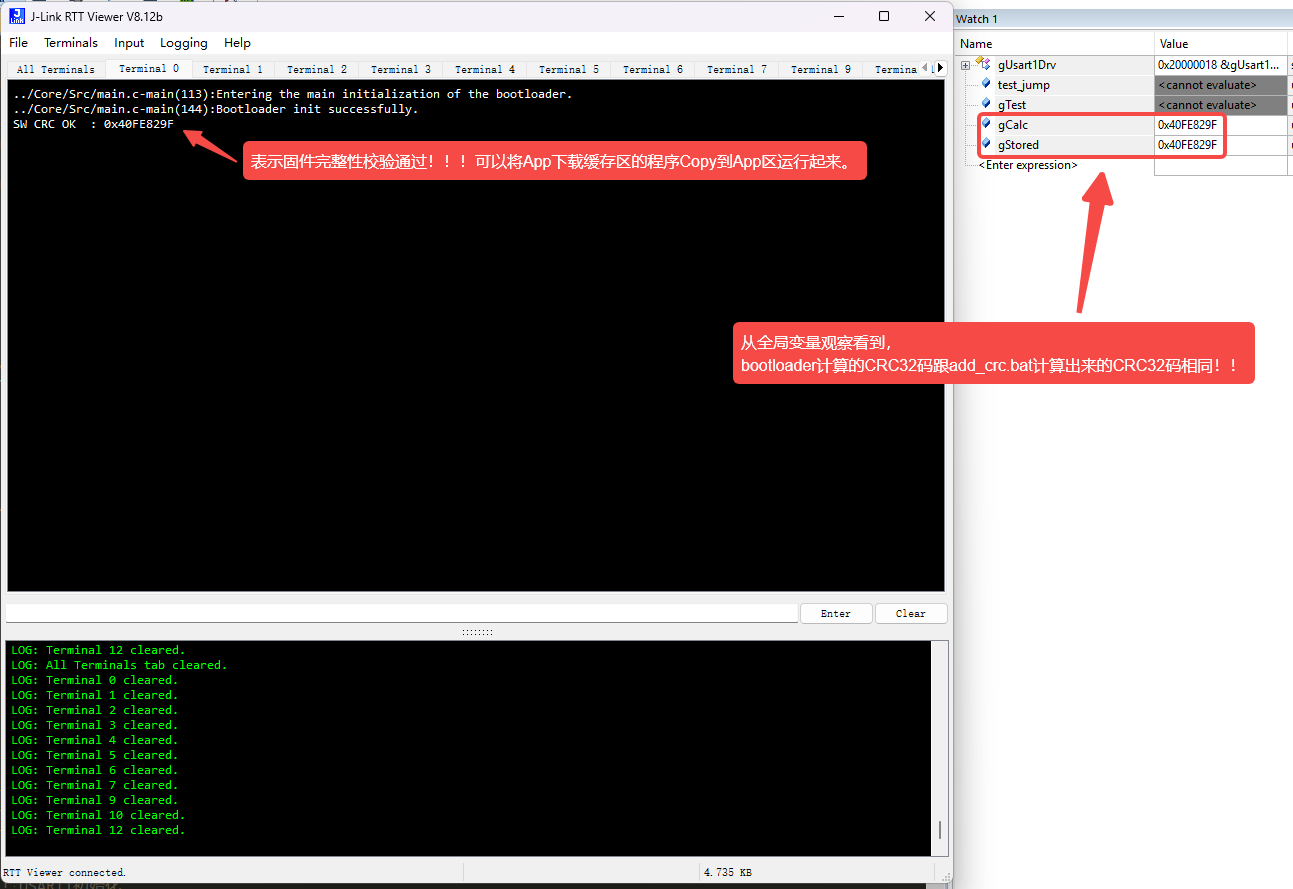 J-Link RTT Viewer V8.12b
File Terminals Input Logging Help
All Terminals Terminal 0 Terminal 1 Terminal 2 Terminal 3 Terminal 4 Terminal 5 Terminal 6 Terminal 7 Terminal 8 Terminal 9 Termina
../Core/Src/main.c-main(113):Entering the main initialization of the bootloader.
../Core/Src/main.c-main(144):Bootloader init successfully.
SW CRC OK : 0x40FE829F
表示固件完整性校验通过！！！可以将App下载缓存区的程序Copy到App区运行起来。
Enter Clear
LOG: Terminal 12 cleared.
LOG: All Terminals tab cleared.
LOG: Terminal 0 cleared.
LOG: Terminal 1 cleared.
LOG: Terminal 2 cleared.
LOG: Terminal 3 cleared.
LOG: Terminal 4 cleared.
LOG: Terminal 5 cleared.
LOG: Terminal 6 cleared.
LOG: Terminal 7 cleared.
LOG: Terminal 9 cleared.
LOG: Terminal 10 cleared.
LOG: Terminal 12 cleared.
RTT Viewer connected. 4.735 KB
Watch 1
Name Value
gUsart1Drv 0x20000018 &gUsart1...
test_jump <cannot evaluate>
gTest <cannot evaluate>
gCalc 0x40FE829F
gStored 0x40FE829F
<Enter expression>
从全局变量观察看到，
bootloader计算的CRC32码跟add_crc.bat计算出来的CRC32码相同！！